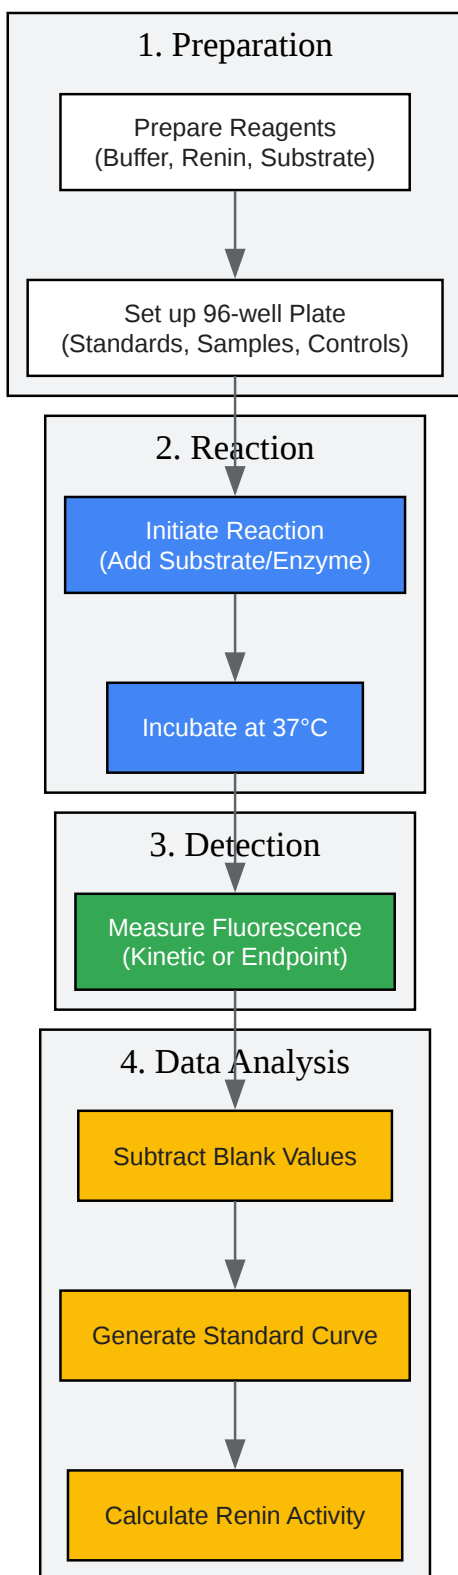 1. Preparation
Prepare Reagents
(Buffer, Renin, Substrate)
Set up 96-well Plate
(Standards, Samples, Controls)
2. Reaction
Initiate Reaction
(Add Substrate/Enzyme)
Incubate at 37°C
3. Detection
Measure Fluorescence
(Kinetic or Endpoint)
4. Data Analysis
Subtract Blank Values
Generate Standard Curve
Calculate Renin Activity